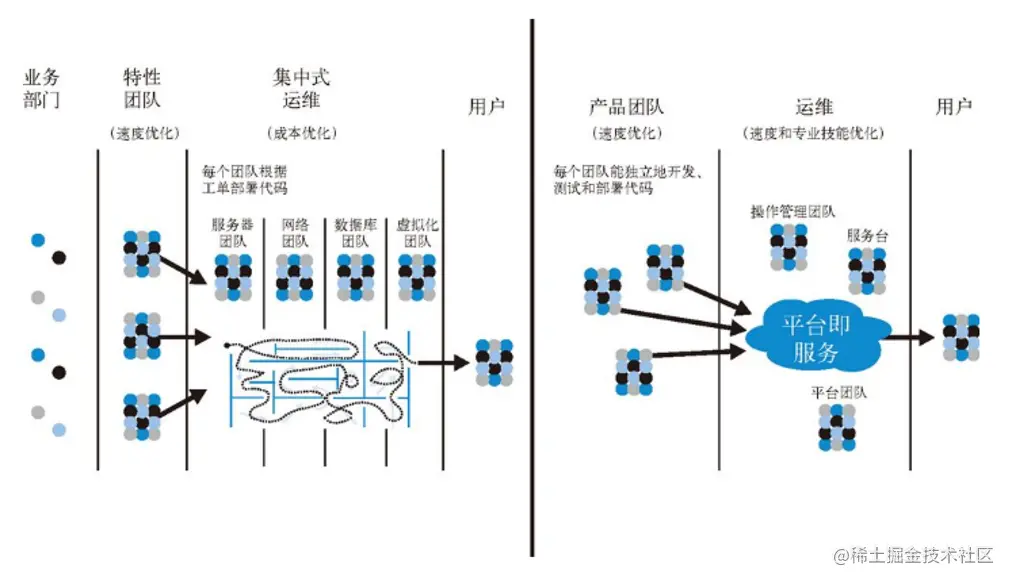 业务
部门
特性
团队
(速度优化)
集中式
运维
(成本优化)
用户
每个团队根据
工单部署代码
服务器
团队
网络
团队
数据库
团队
虚拟化
团队
产品团队
(速度优化)
运维
(速度和专业技能优化)
用户
每个团队能独立地开发、
测试和部署代码
操作管理团队
服务台
平台即
服务
平台团队
@稀土掘金技术社区